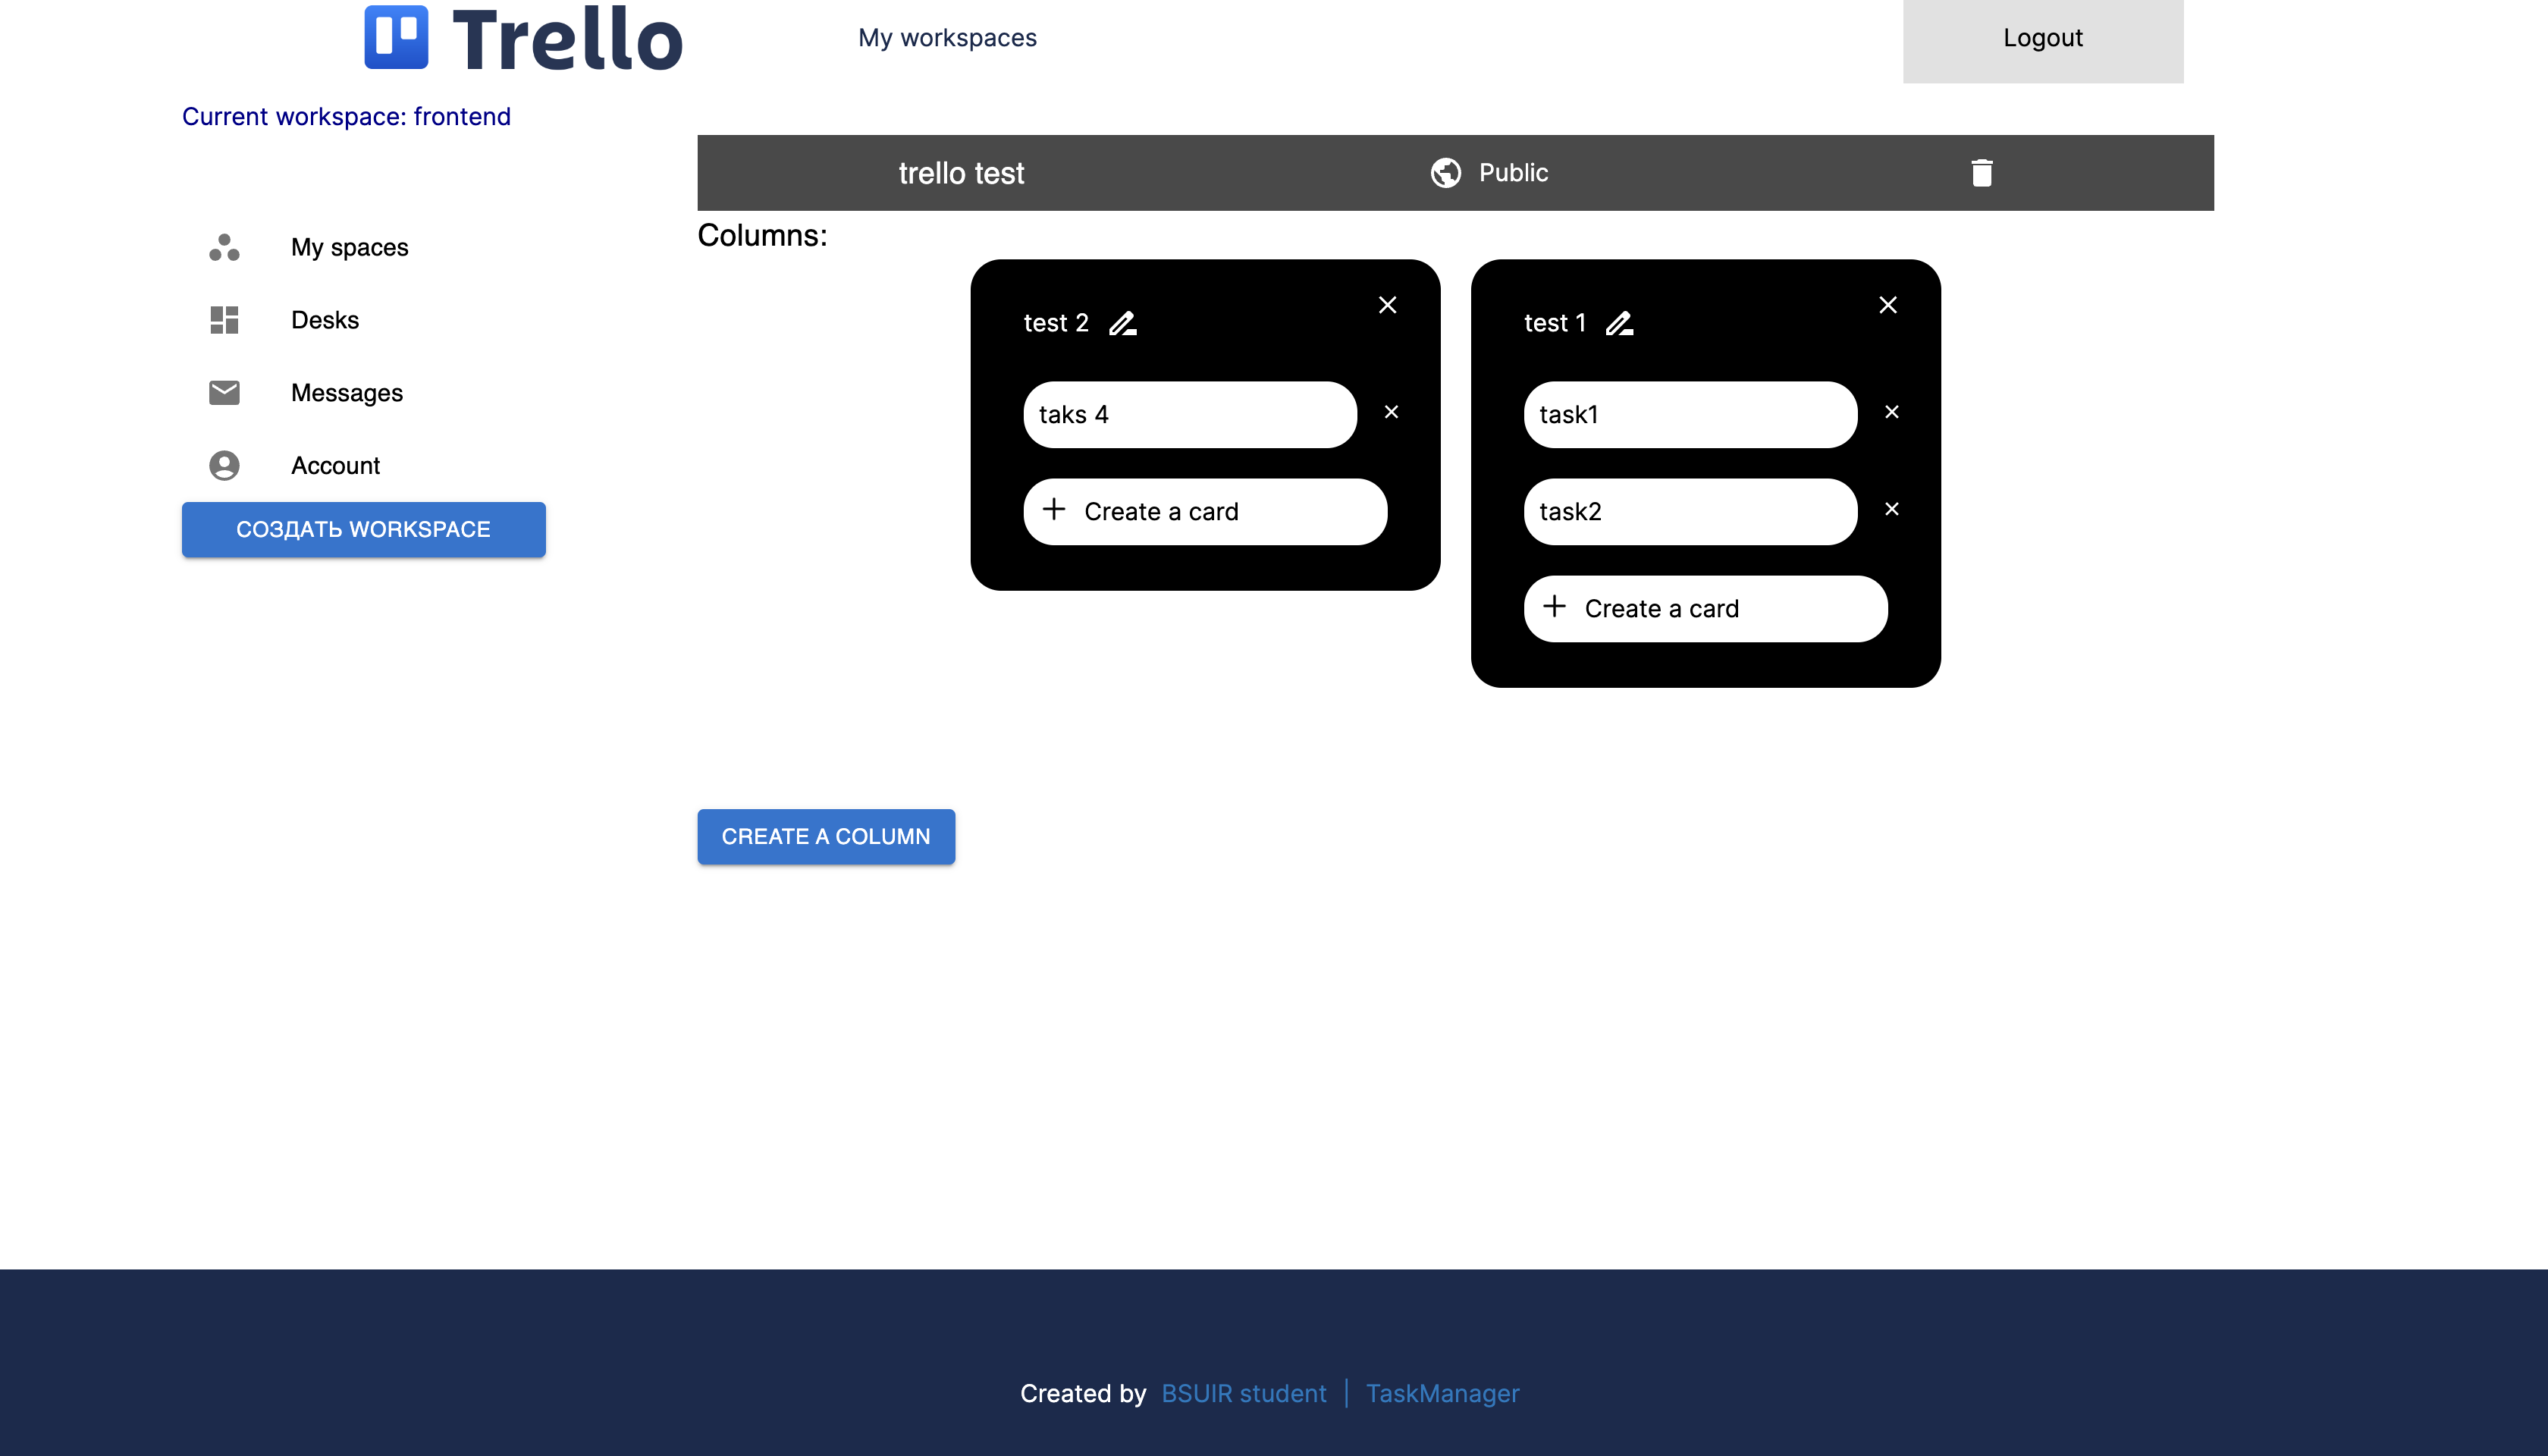 Trello
My workspaces
Logout
Current workspace: frontend
trello test
Public
My spaces
Desks
Messages
Account
СОЗДАТЬ WORKSPACE
Columns:
test 2
taks 4
Create a card
test 1
task1
task2
Create a card
CREATE A COLUMN
Created by BSUIR student | TaskManager